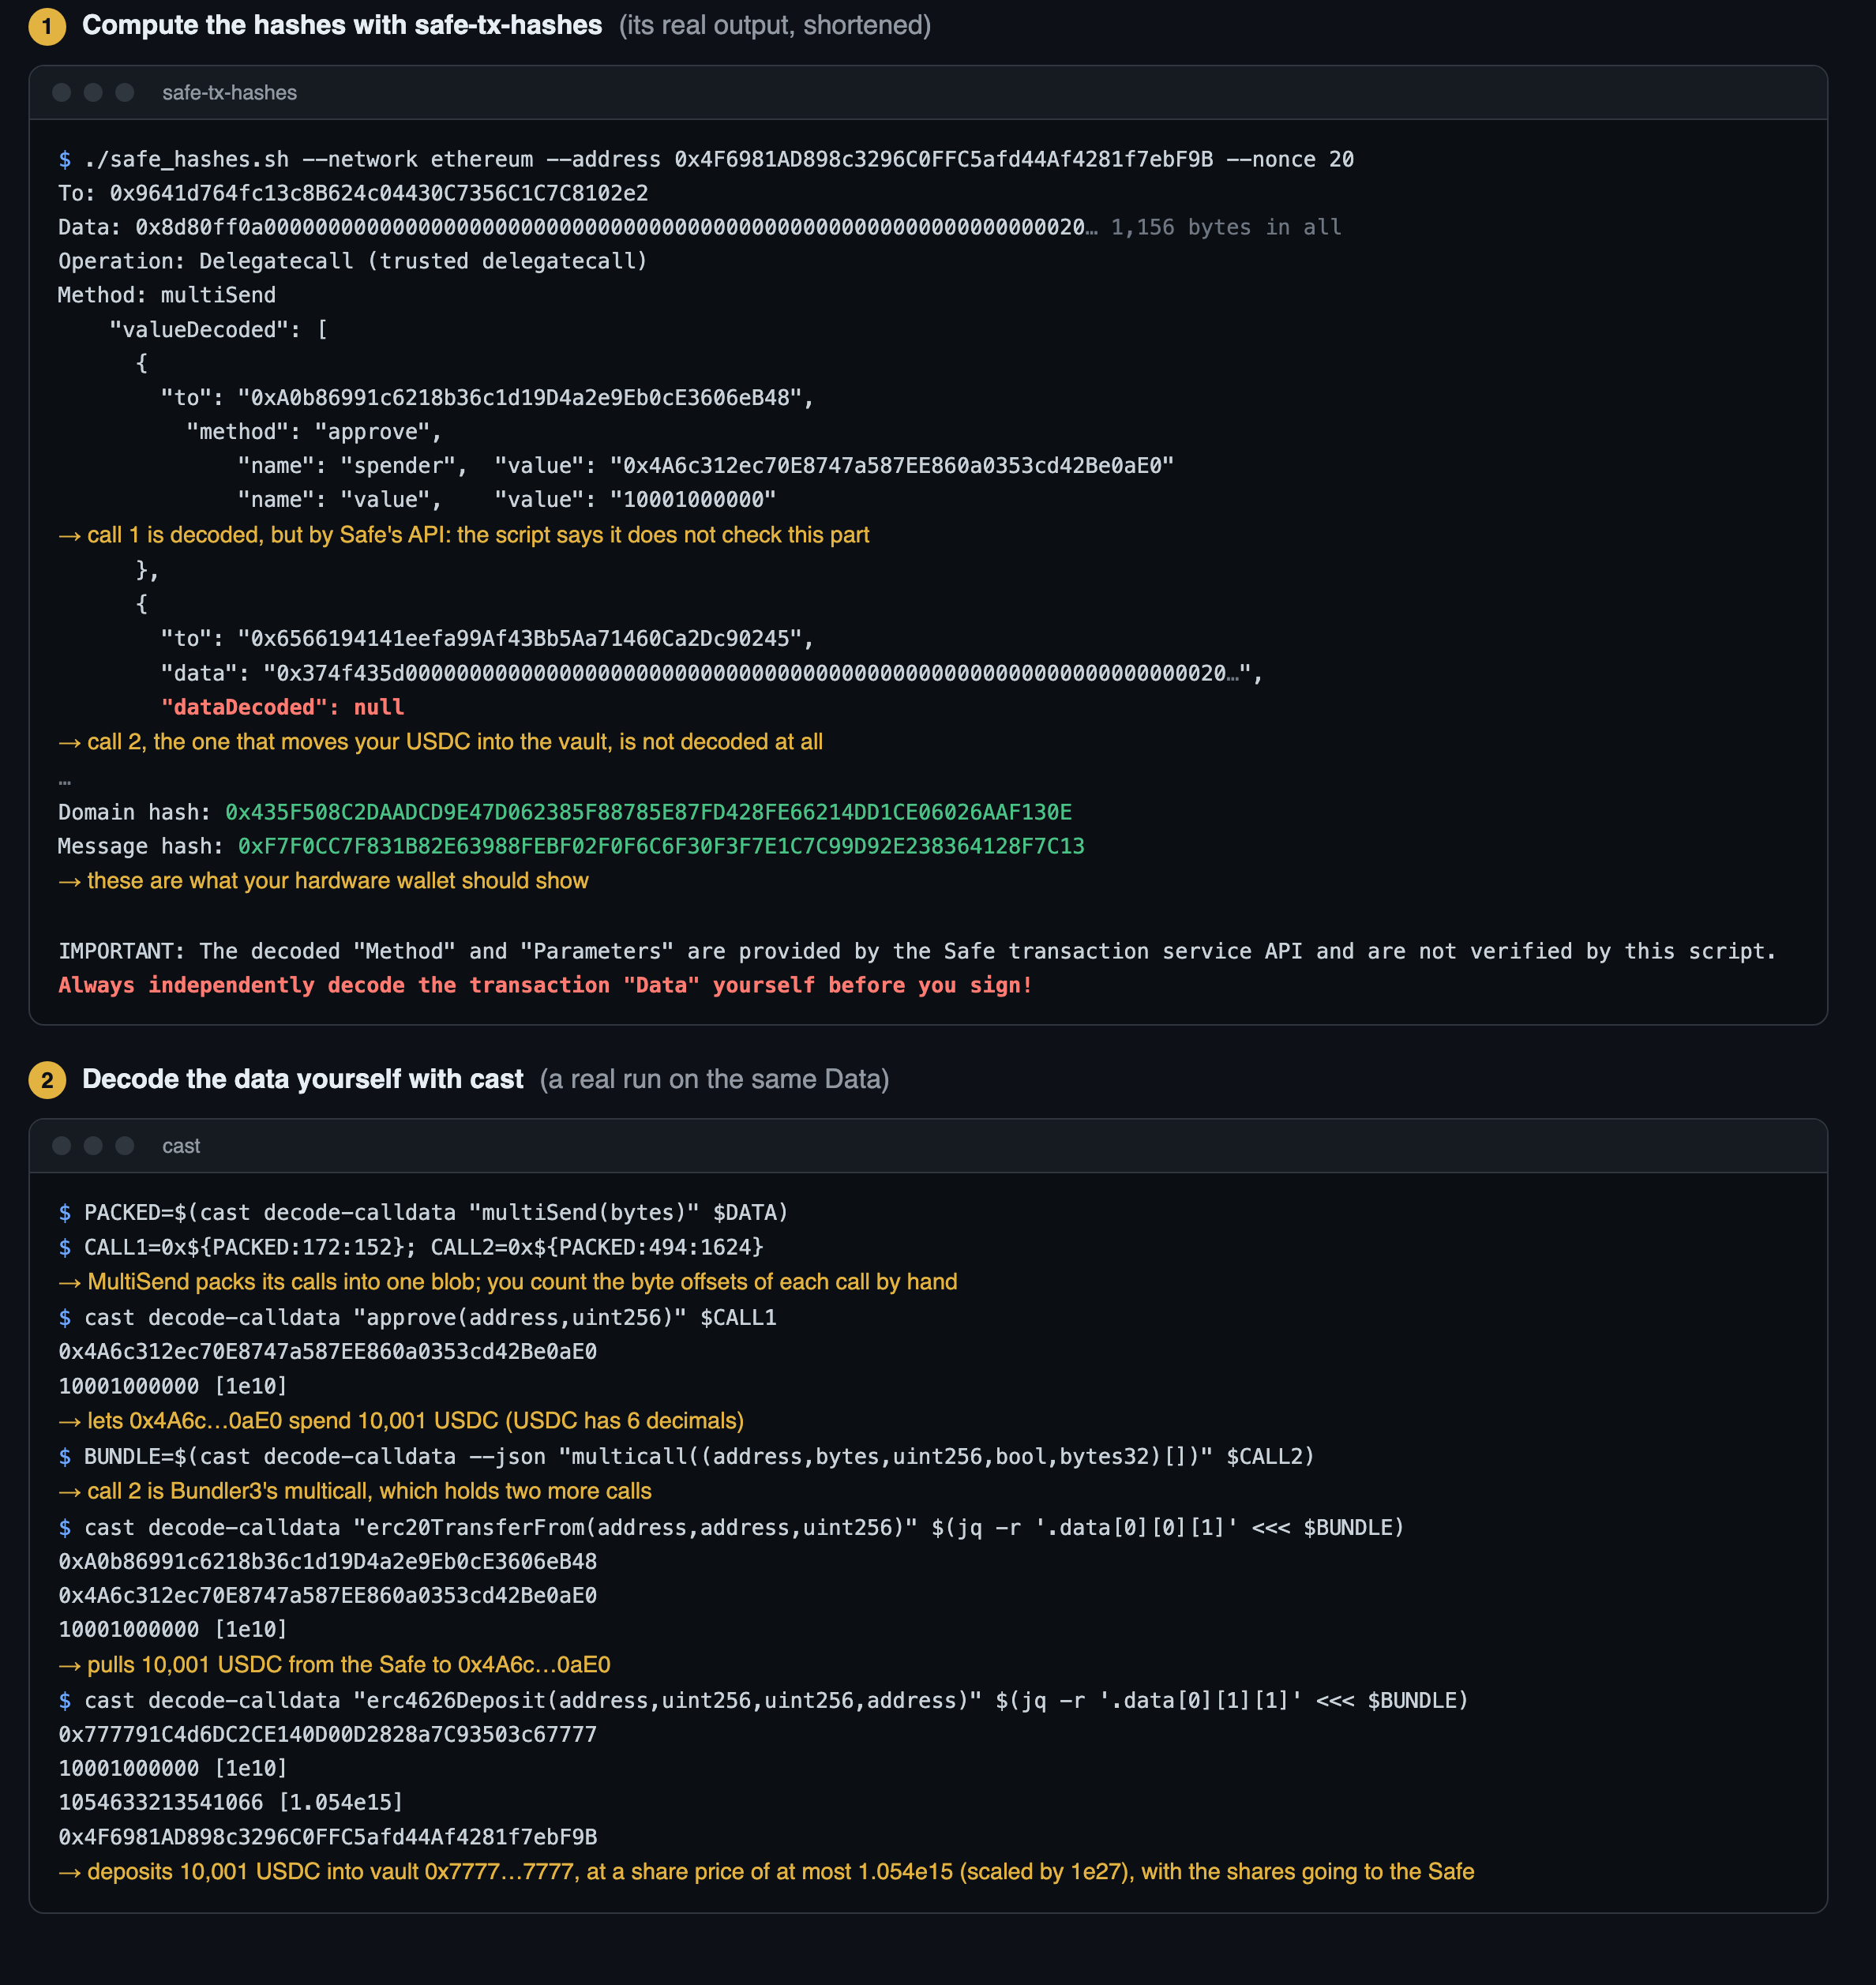 1 Compute the hashes with safe-tx-hashes (its real output, shortened)
safe-tx-hashes
$ ./safe_hashes.sh --network ethereum --address 0x4F6981AD898c3296C0FFC5afd44Af4281f7ebF9B --nonce 20
To: 0x9641d764fc13c8B624c04430C7356C1C7C8102e2
Data: 0x8d80ff0a0000000000000000000000000000000000000000000000000000000000000020… 1,156 bytes in all
Operation: Delegatecall (trusted delegatecall)
Method: multiSend
"valueDecoded": [
{
"to": "0xA0b86991c6218b36c1d19D4a2e9Eb0cE3606eB48",
"method": "approve",
"name": "spender", "value": "0x4A6c312ec70E8747a587EE860a0353cd42Be0aE0"
"name": "value", "value": "10001000000"
→ call 1 is decoded, but by Safe's API: the script says it does not check this part
},
{
"to": "0x6566194141eefa99Af43Bb5Aa71460Ca2Dc90245",
"data": "0x374f435d0000000000000000000000000000000000000000000000000000000000000020…",
"dataDecoded": null
→ call 2, the one that moves your USDC into the vault, is not decoded at all
…
Domain hash: 0x435F508C2DAADCD9E47D062385F88785E87FD428FE66214DD1CE06026AAF130E
Message hash: 0xF7F0CC7F831B82E63988FEBF02F0F6C6F30F3F7E1C7C99D92E238364128F7C13
→ these are what your hardware wallet should show
IMPORTANT: The decoded "Method" and "Parameters" are provided by the Safe transaction service API and are not verified by this script.
Always independently decode the transaction "Data" yourself before you sign!
2 Decode the data yourself with cast (a real run on the same Data)
cast
$ PACKED=$(cast decode-calldata "multiSend(bytes)" $DATA)
$ CALL1=0x${PACKED:172:152}; CALL2=0x${PACKED:494:1624}
→ MultiSend packs its calls into one blob; you count the byte offsets of each call by hand
$ cast decode-calldata "approve(address,uint256)" $CALL1
0x4A6c312ec70E8747a587EE860a0353cd42Be0aE0
10001000000 [1e10]
→ lets 0x4A6c…0aE0 spend 10,001 USDC (USDC has 6 decimals)
$ BUNDLE=$(cast decode-calldata --json "multicall((address,bytes,uint256,bool,bytes32)[])" $CALL2)
→ call 2 is Bundler3's multicall, which holds two more calls
$ cast decode-calldata "erc20TransferFrom(address,address,uint256)" $(jq -r '.data[0][0][1]' <<< $BUNDLE)
0xA0b86991c6218b36c1d19D4a2e9Eb0cE3606eB48
0x4A6c312ec70E8747a587EE860a0353cd42Be0aE0
10001000000 [1e10]
→ pulls 10,001 USDC from the Safe to 0x4A6c…0aE0
$ cast decode-calldata "erc4626Deposit(address,uint256,uint256,address)" $(jq -r '.data[0][1][1]' <<< $BUNDLE)
0x777791C4d6DC2CE140D00D2828a7C93503c67777
10001000000 [1e10]
1054633213541066 [1.054e15]
0x4F6981AD898c3296C0FFC5afd44Af4281f7ebF9B
→ deposits 10,001 USDC into vault 0x7777…7777, at a share price of at most 1.054e15 (scaled by 1e27), with the shares going to the Safe